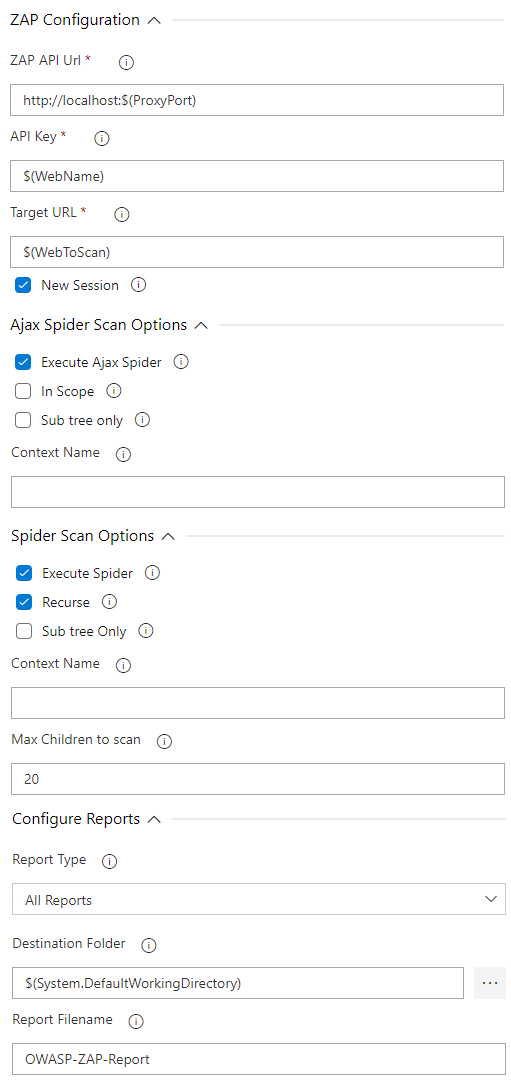 ZAP Configuration
ZAP API Url *
http://localhost:$(ProxyPort)
API Key *
$(WebName)
Target URL *
$(WebToScan)
New Session
Ajax Spider Scan Options
Execute Ajax Spider
In Scope
Sub tree only
Context Name
Spider Scan Options
Execute Spider
Recurse
Sub tree Only
Context Name
Max Children to scan
20
Configure Reports
Report Type
All Reports
Destination Folder
$(System.DefaultWorkingDirectory)
...
Report Filename
OWASP-ZAP-Report